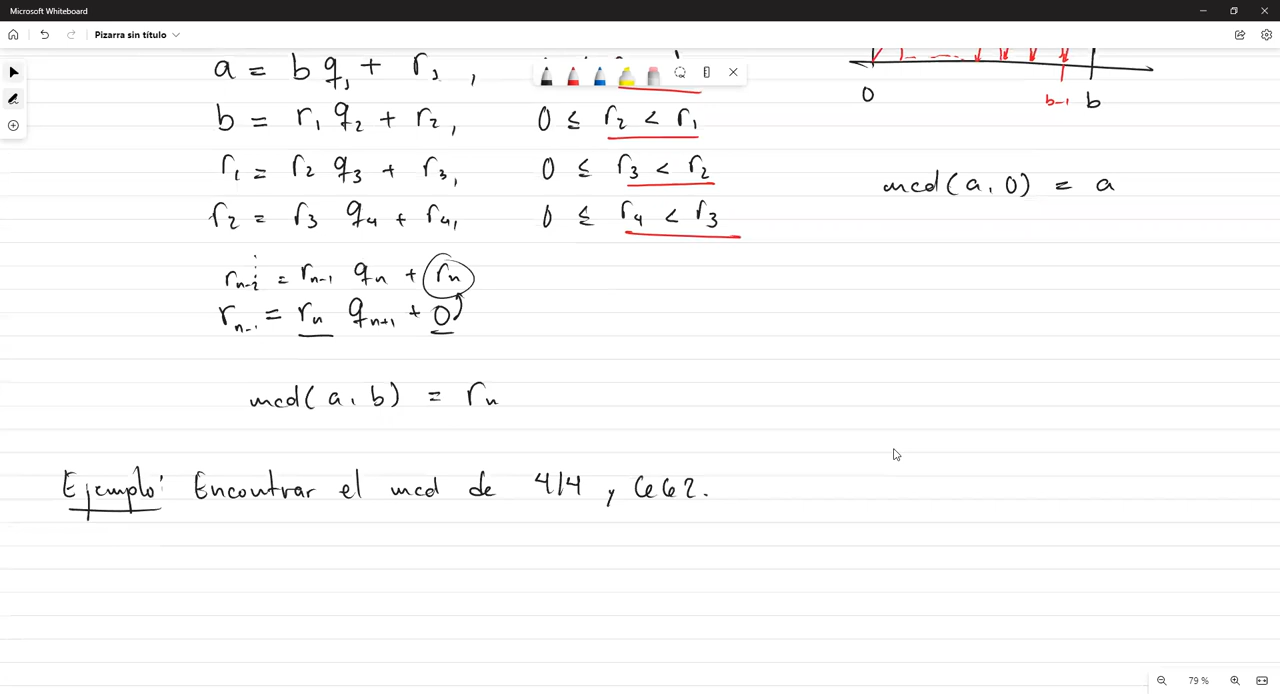 Microsoft Whiteboard
Pizarra sin título
a = b q₁ + r₁,
0 b-1 b
b = r₁ q₂ + r₂, 0 ≤ r₂ < r₁
r₁ = r₂ q₃ + r₃, 0 ≤ r₃ < r₂
mcd(a, 0) = a
r₂ = r₃ q₄ + r₄, 0 ≤ r₄ < r₃
⋮
rₙ₋₂ = rₙ₋₁ qₙ + rₙ
rₙ₋₁ = rₙ qₙ₊₁ + 0
mcd(a, b) = rₙ
Ejemplo: Encontrar el mcd de 414 y 662.
79 %